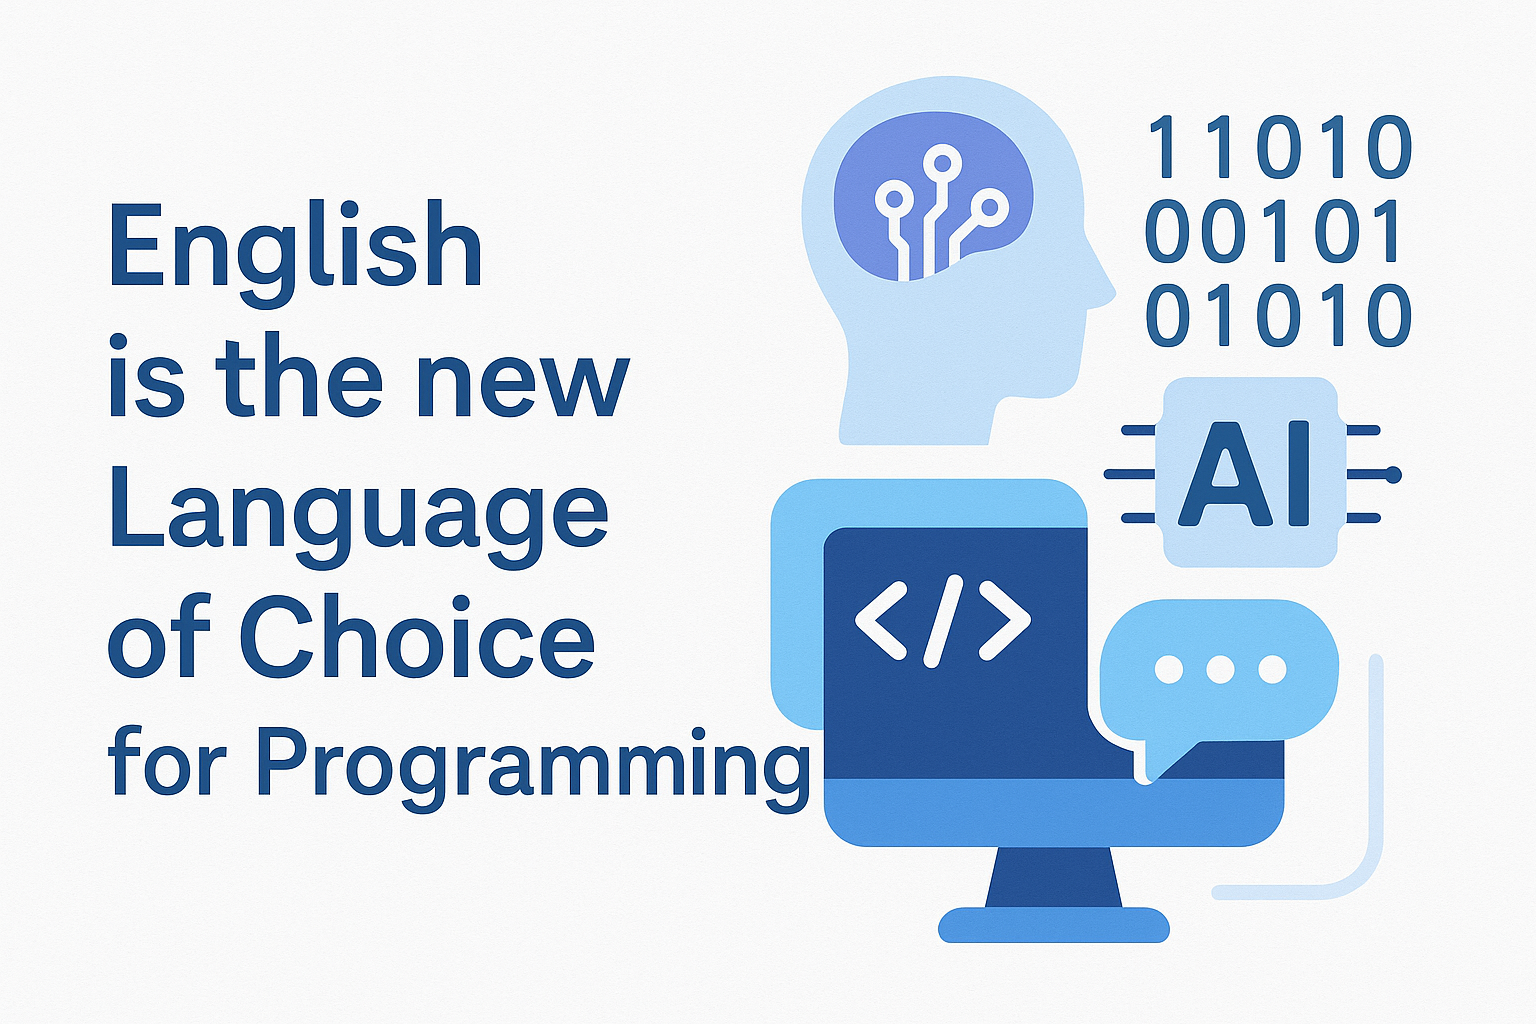 English
is the new
Language
of Choice
for Programming
11010
00101
01010
AI
</>